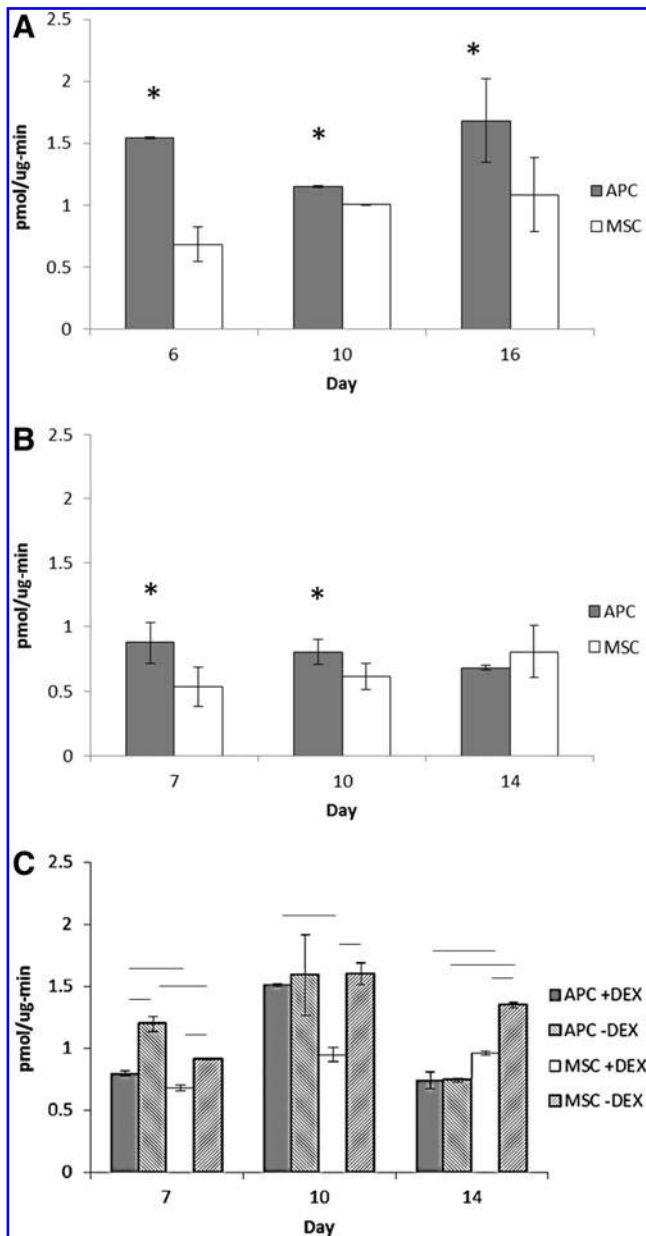 A
2.5
2
1.5
1
0.5
0
pmol/ug-min
* * *
APC
MSC
6 10 16
Day
B
2.5
2
1.5
1
0.5
0
pmol/ug-min
* *
APC
MSC
7 10 14
Day
C
2.5
2
1.5
1
0.5
0
pmol/ug-min
APC +DEX
APC -DEX
MSC +DEX
MSC -DEX
7 10 14
Day